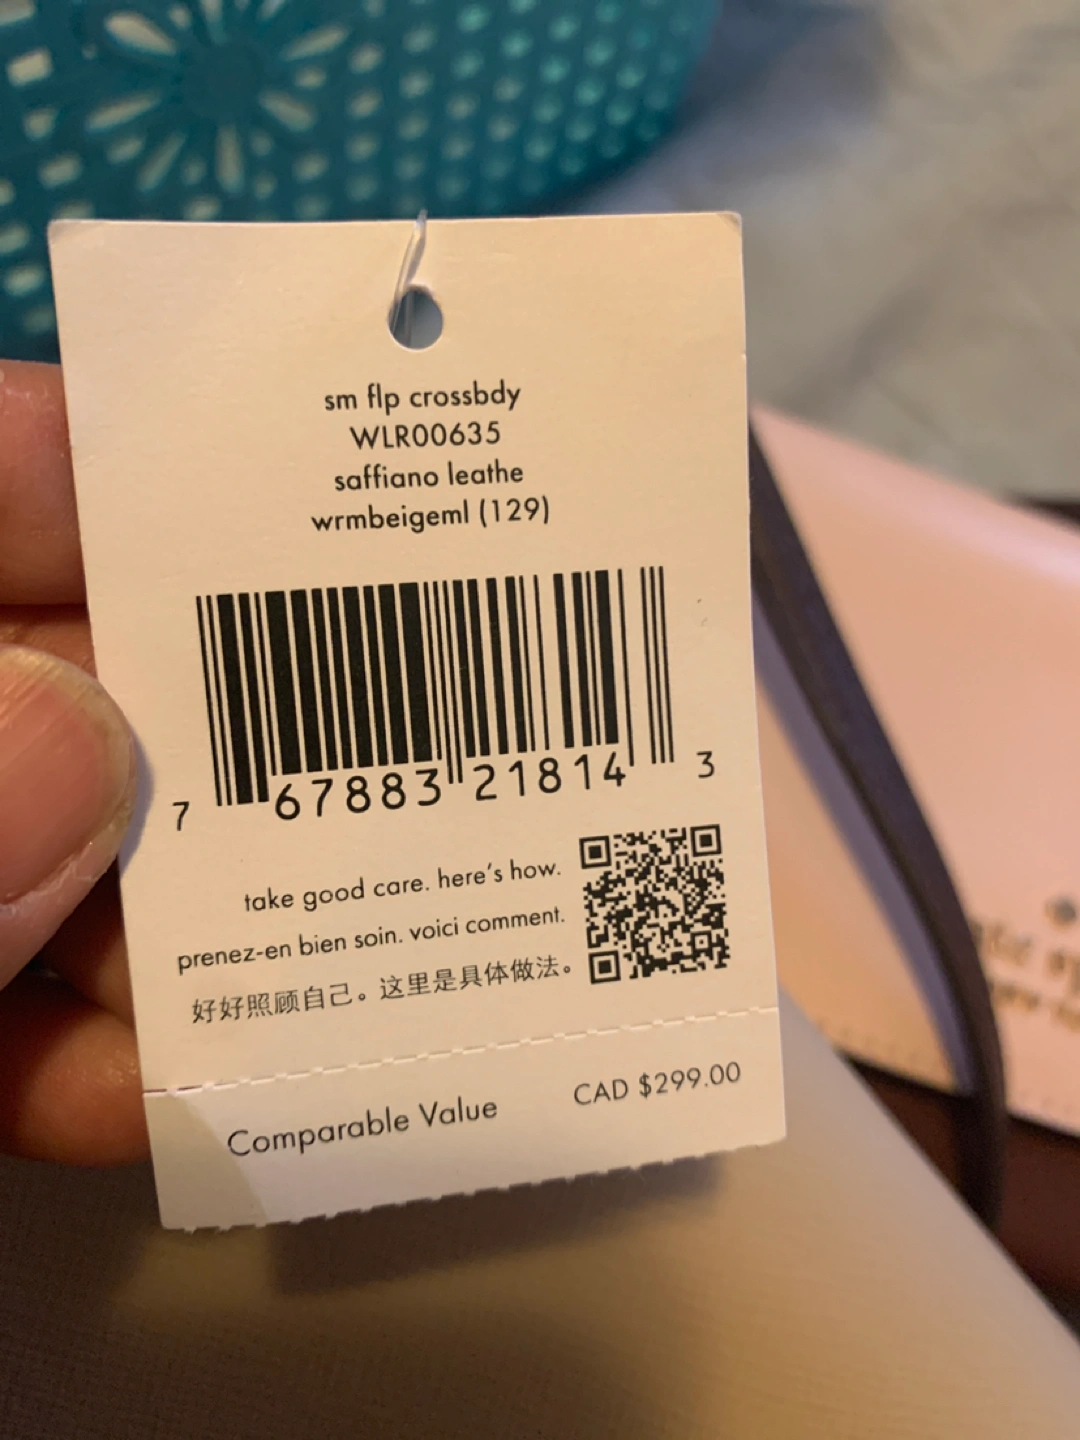 sm flp crossbdy
WLR00635
saffiano leathe
wrmbeigeml (129)
7 67883 21814 3
take good care. here's how.
prenez-en bien soin. voici comment.
好好照顾自己。这里是具体做法。
Comparable Value CAD $299.00